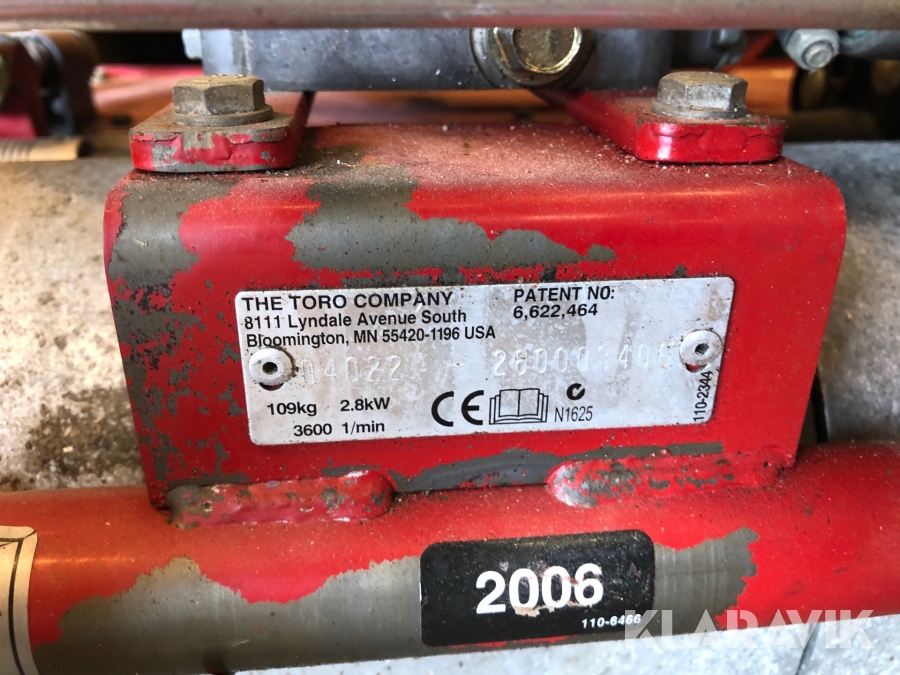 THE TORO COMPANY
8111 Lyndale Avenue South
Bloomington, MN 55420-1196 USA
PATENT NO:
6,622,464
04022
109kg 2.8kW
3600 1/min
CE
N1625
110-2344
2006
110-6466
KLARAVIK